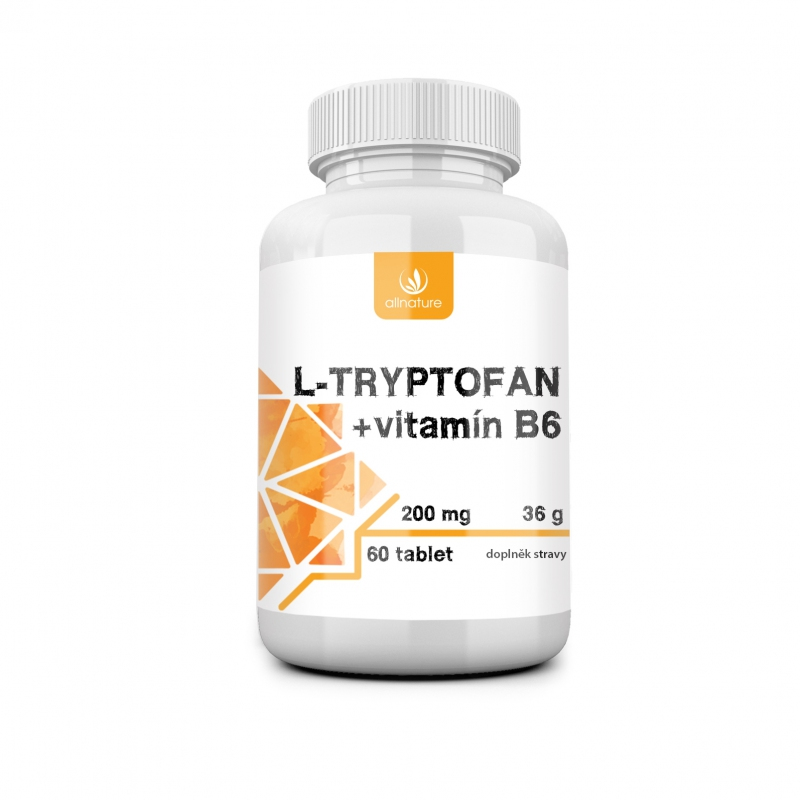 allnature
L-TRYPTOFAN
+vitamín B6
200 mg 36 g
60 tablet doplněk stravy